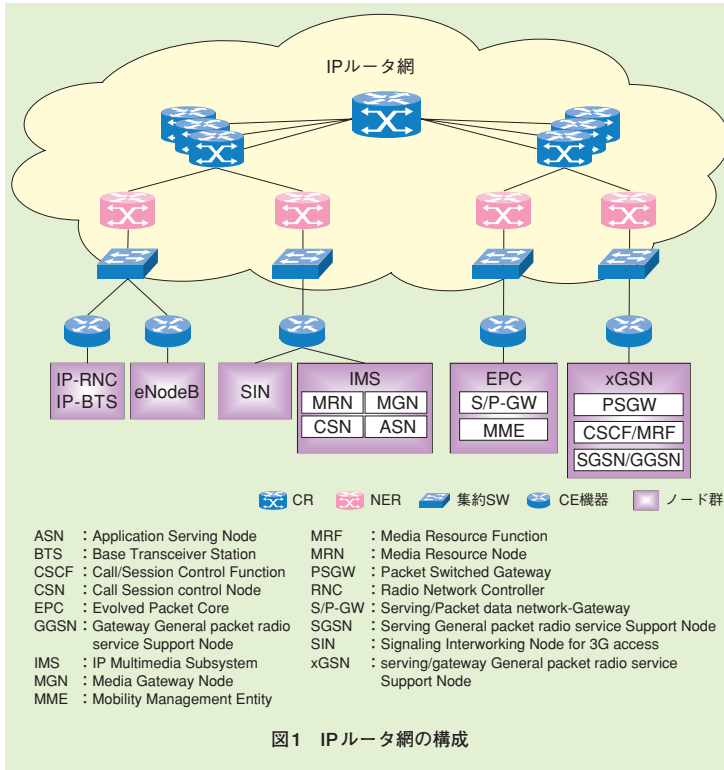 IPルータ網
IP-RNC
IP-BTS
eNodeB
SIN
IMS
MRN
MGN
CSN
ASN
EPC
S/P-GW
MME
xGSN
PSGW
CSCF/MRF
SGSN/GGSN
CR
NER
集約SW
CE機器
ノード群
ASN：Application Serving Node
BTS：Base Transceiver Station
CSCF：Call/Session Control Function
CSN：Call Session control Node
EPC：Evolved Packet Core
GGSN：Gateway General packet radio
service Support Node
IMS：IP Multimedia Subsystem
MGN：Media Gateway Node
MME：Mobility Management Entity
MRF：Media Resource Function
MRN：Media Resource Node
PSGW：Packet Switched Gateway
RNC：Radio Network Controller
S/P-GW：Serving/Packet data network-Gateway
SGSN：Serving General packet radio service Support Node
SIN：Signaling Interworking Node for 3G access
xGSN：serving/gateway General packet radio service
Support Node
図1 IPルータ網の構成